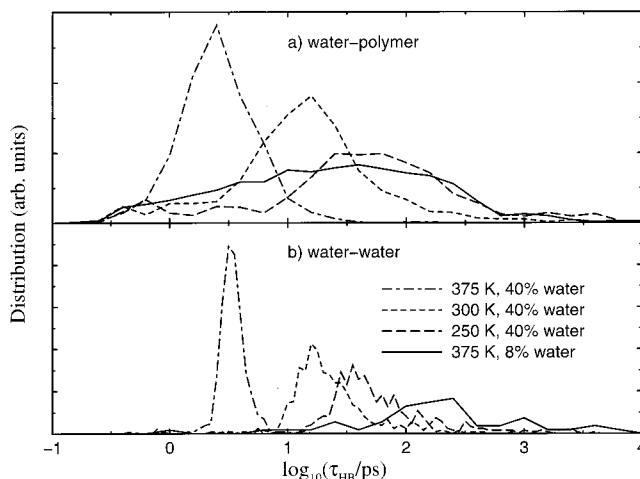 a) water–polymer
b) water–water
375 K, 40% water
300 K, 40% water
250 K, 40% water
375 K, 8% water
Distribution (arb. units)
−1 0 1 2 3 4
log₁₀(τHB/ps)